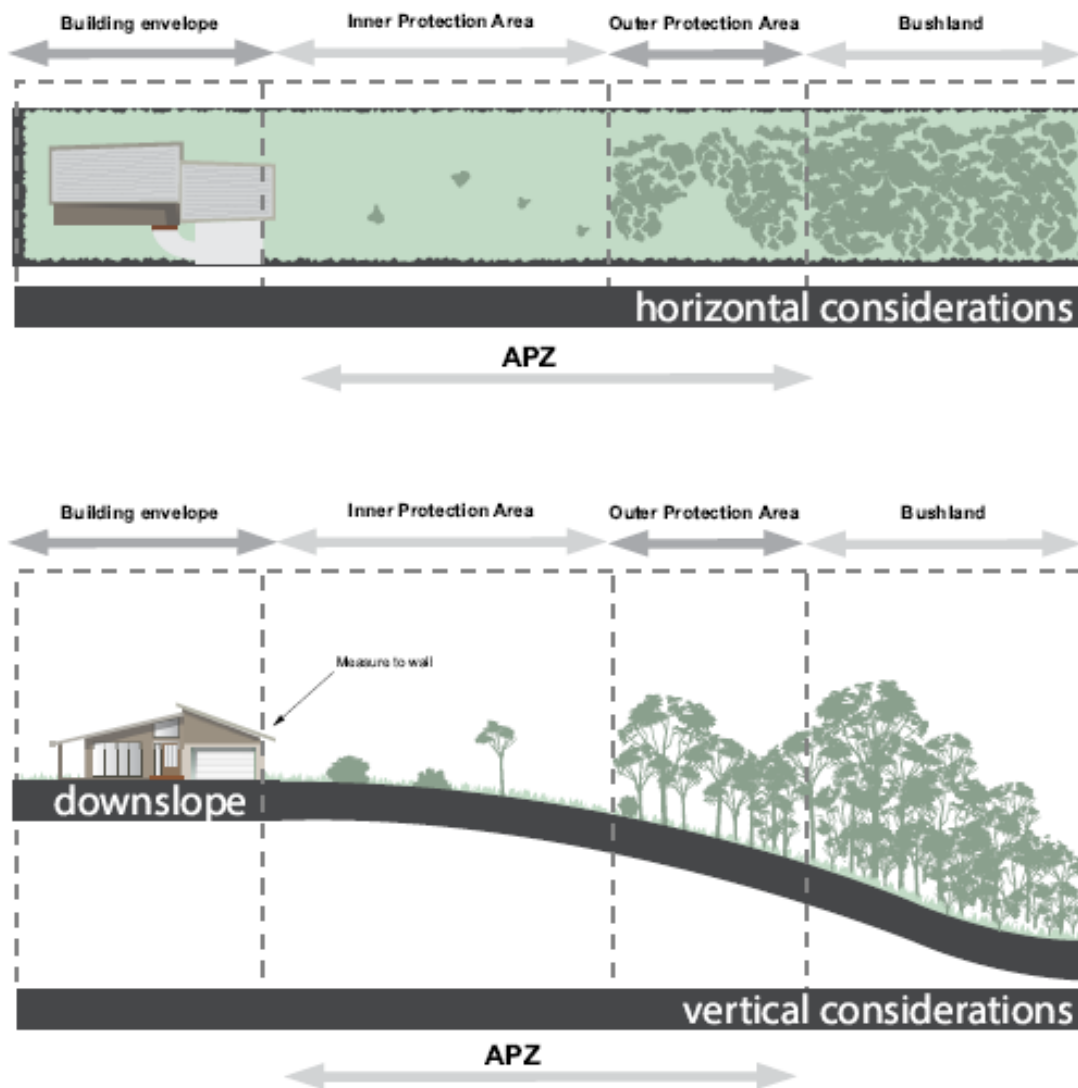 Building envelope Inner Protection Area Outer Protection Area Bushland
horizontal considerations
APZ
Building envelope Inner Protection Area Outer Protection Area Bushland
Measure to wall
downslope
vertical considerations
APZ